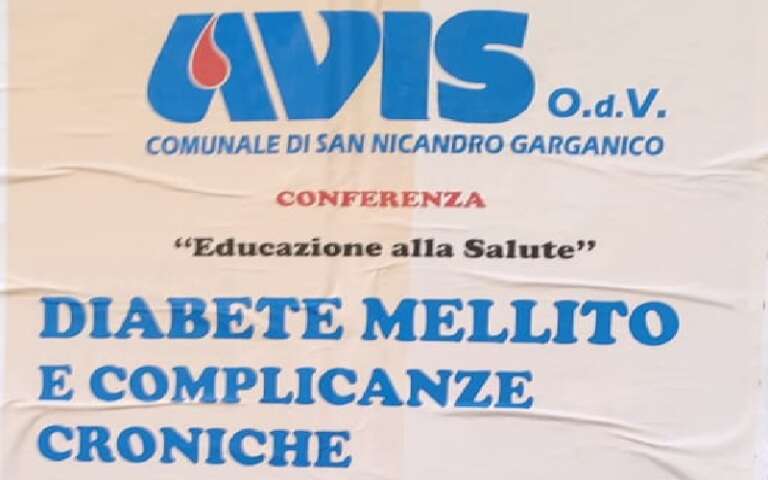 AVIS O.d.V.
COMUNALE DI SAN NICANDRO GARGANICO
CONFERENZA
“Educazione alla Salute”
DIABETE MELLITO
E COMPLICANZE
CRONICHE